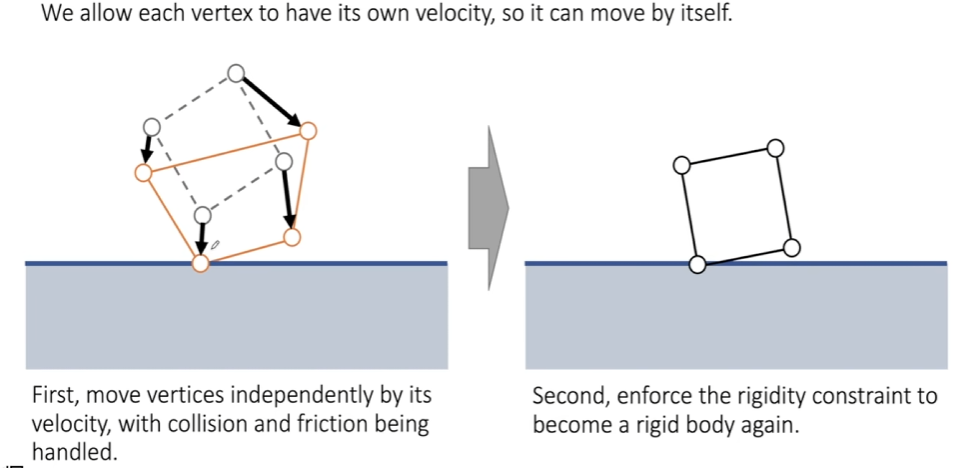 We allow each vertex to have its own velocity, so it can move by itself.
First, move vertices independently by its
velocity, with collision and friction being
handled.
Second, enforce the rigidity constraint to
become a rigid body again.